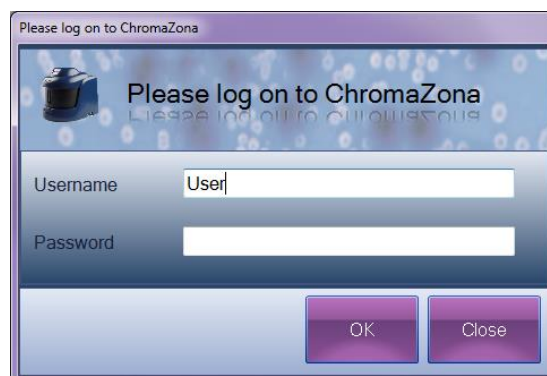 Please log on to ChromaZona
Please log on to ChromaZona
Username User
Password
OK Close